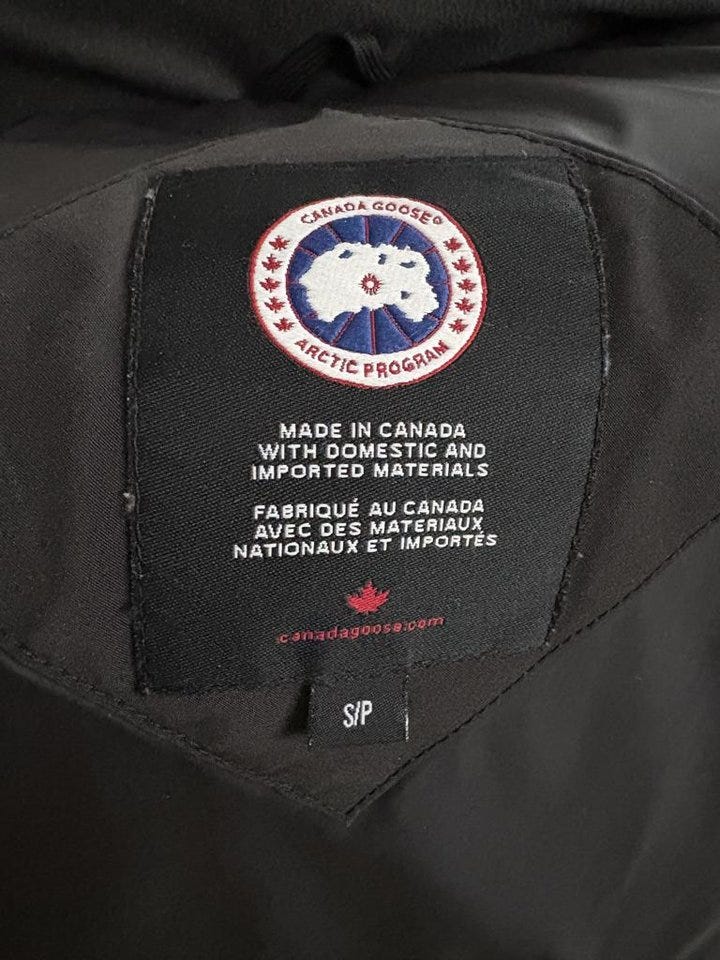 CANADA GOOSE®
ARCTIC PROGRAM
MADE IN CANADA
WITH DOMESTIC AND
IMPORTED MATERIALS
FABRIQUÉ AU CANADA
AVEC DES MATERIAUX
NATIONAUX ET IMPORTÉS
canadagoose.com
S/P